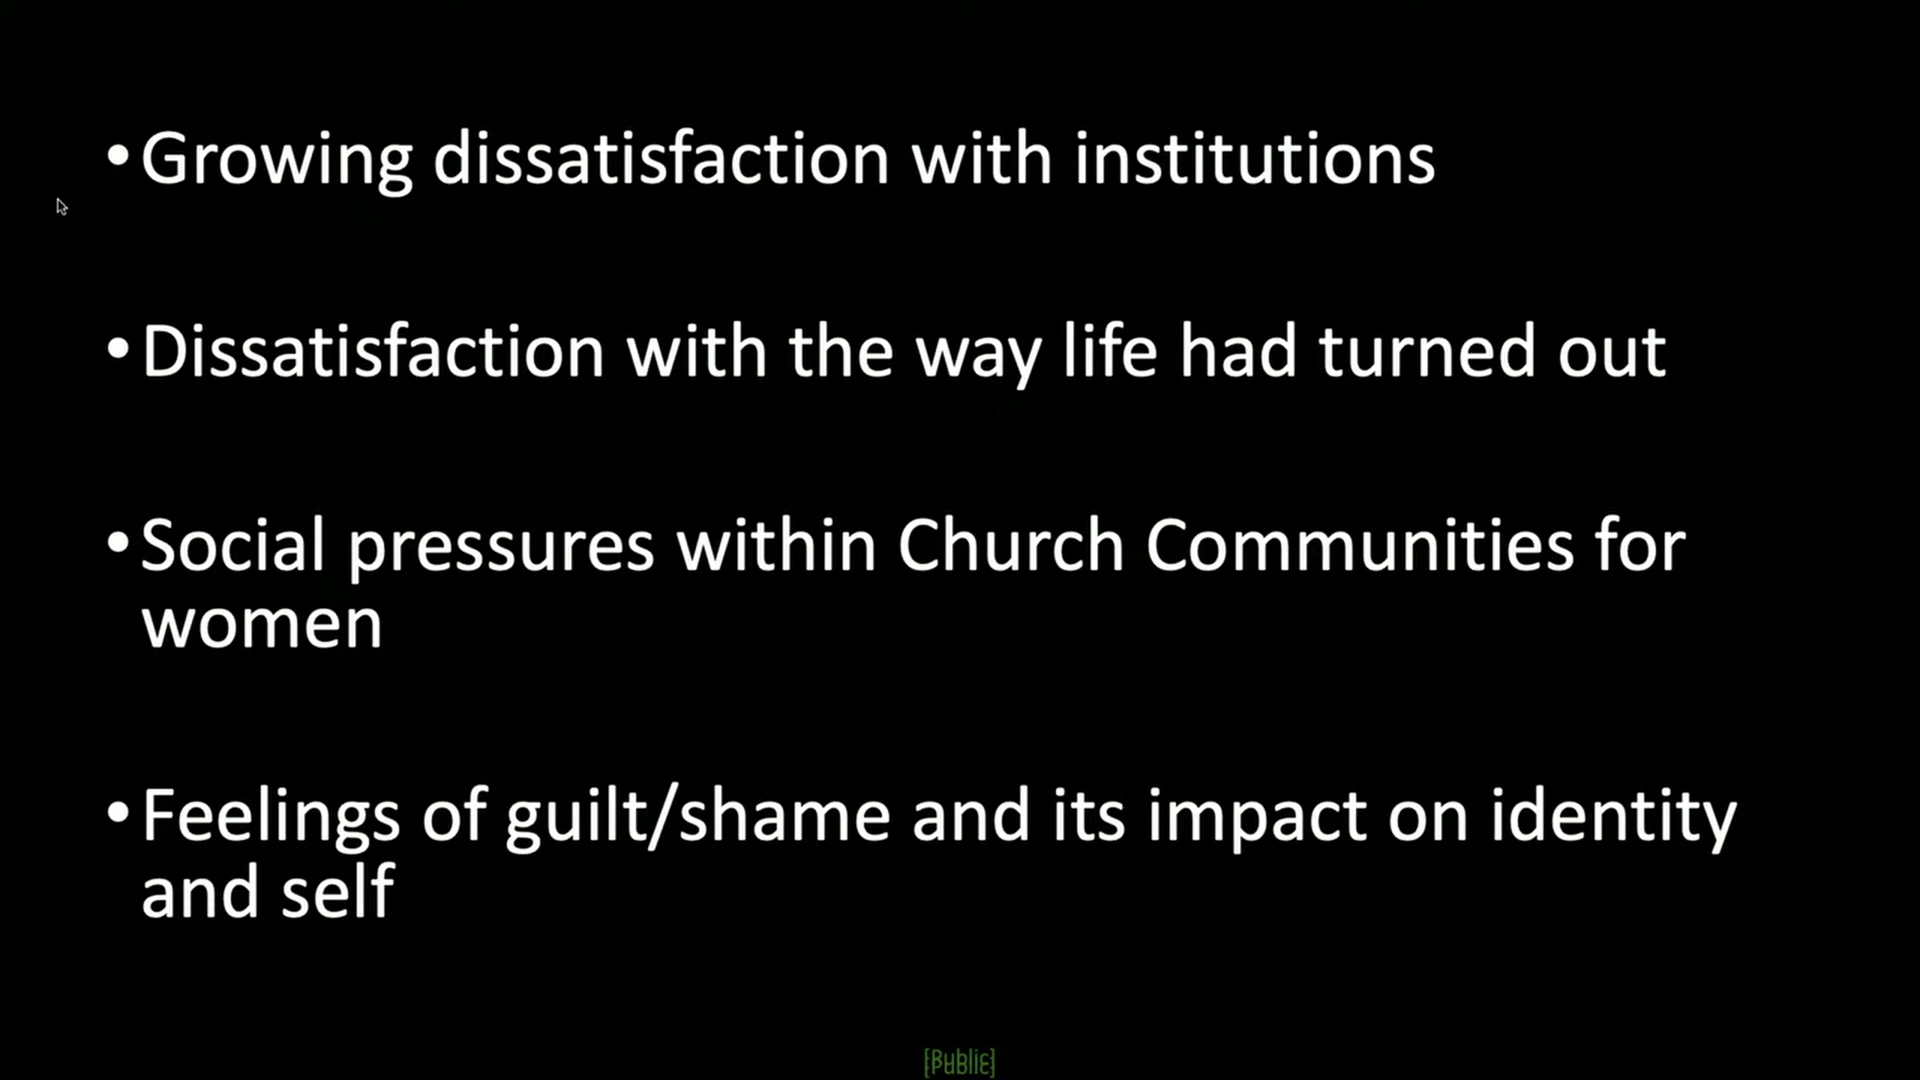 •Growing dissatisfaction with institutions
•Dissatisfaction with the way life had turned out
•Social pressures within Church Communities for
women
•Feelings of guilt/shame and its impact on identity
and self
[Public]